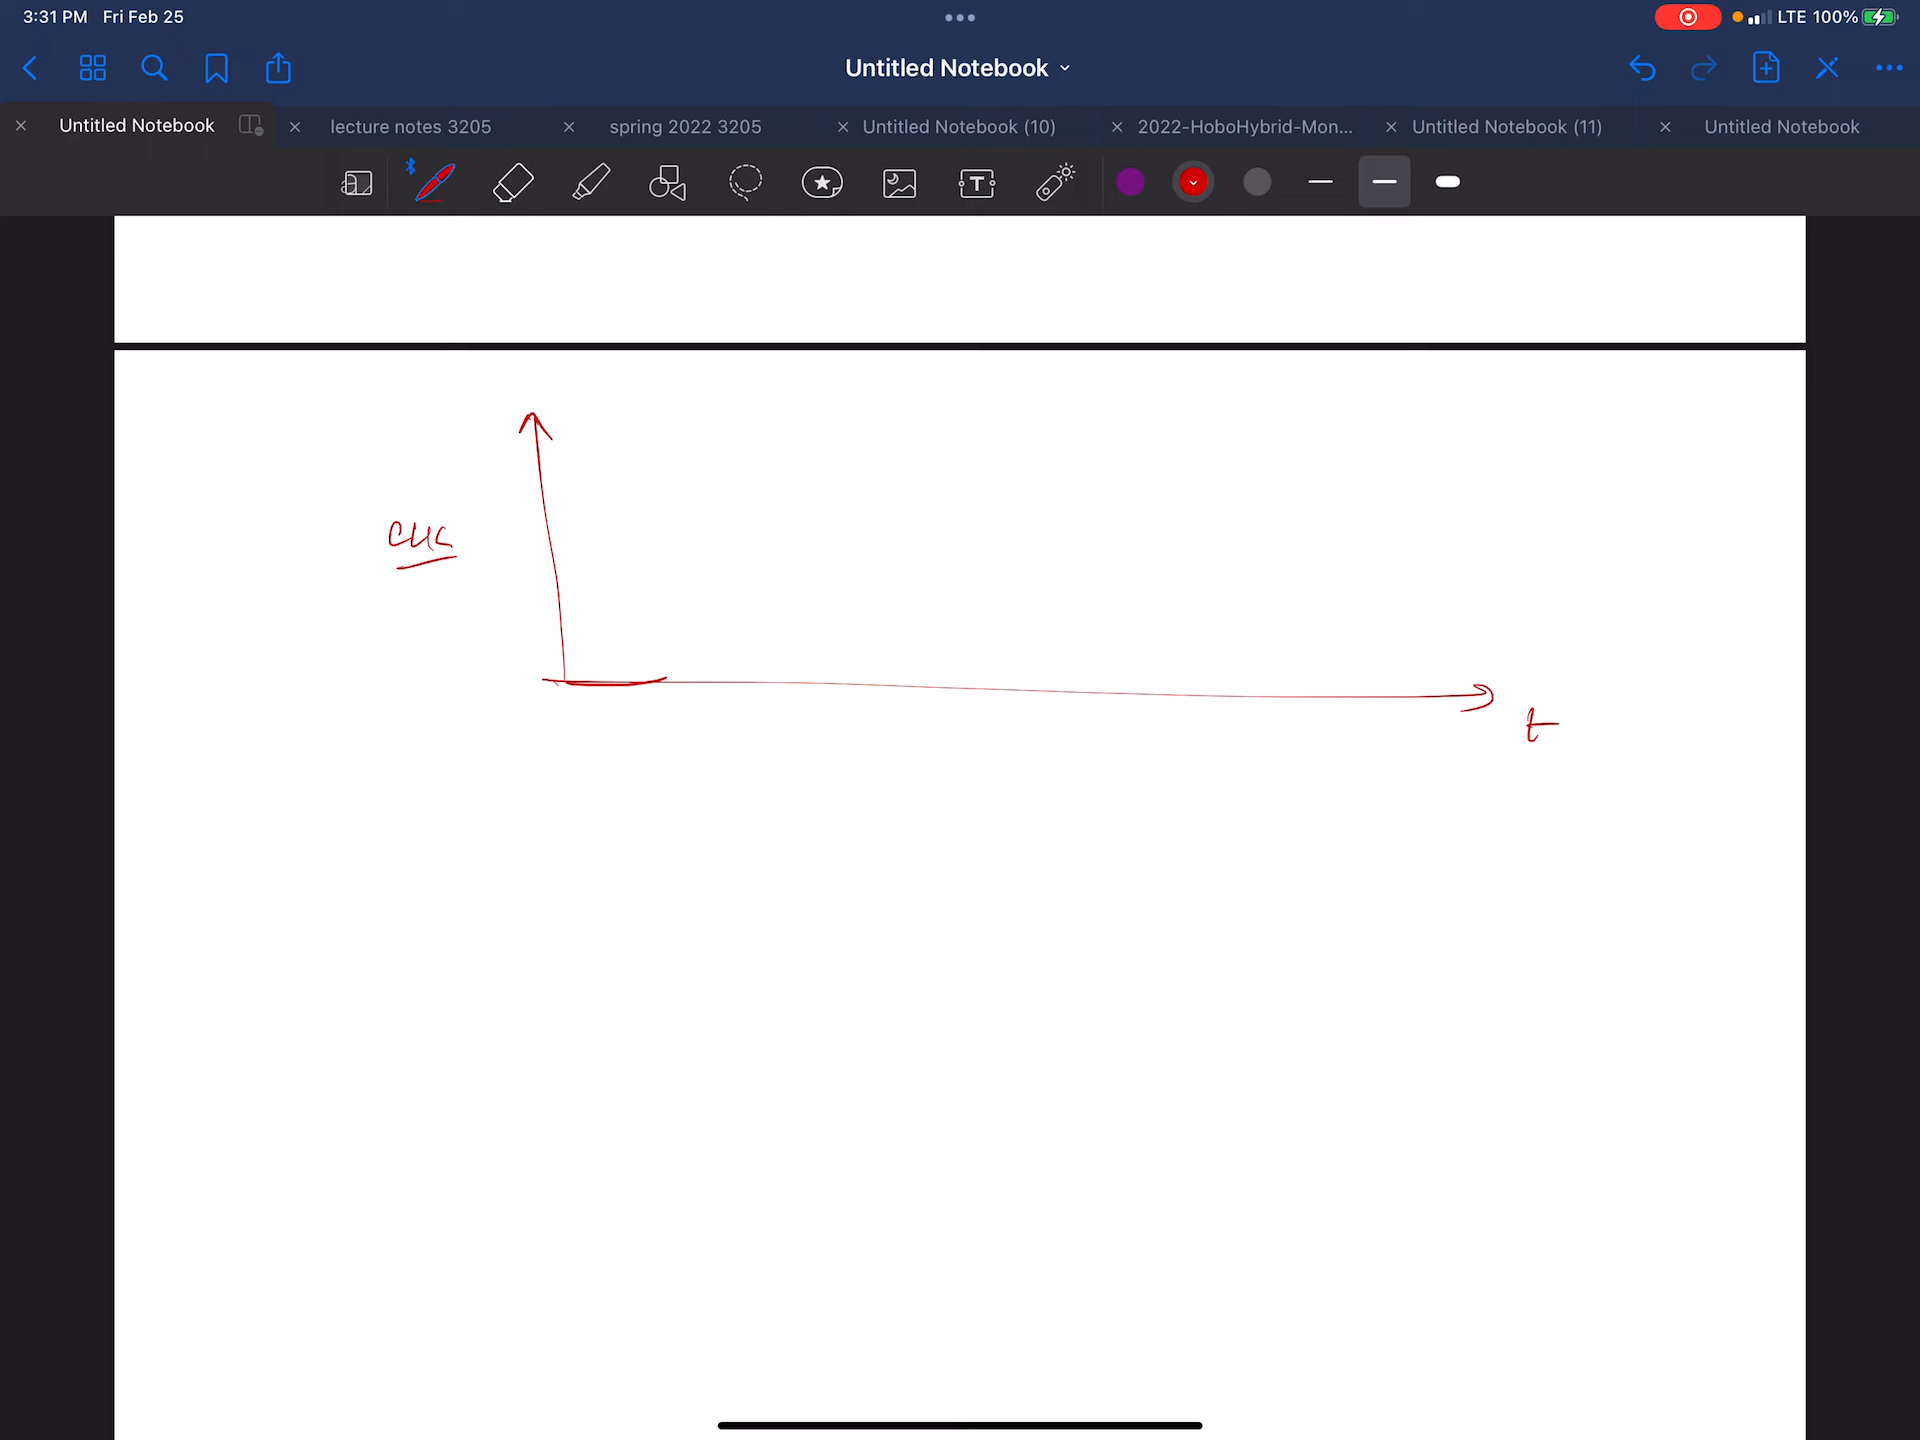 3:31 PM Fri Feb 25
LTE 100%
Untitled Notebook
Untitled Notebook
lecture notes 3205
spring 2022 3205
Untitled Notebook (10)
2022-HoboHybrid-Mon...
Untitled Notebook (11)
Untitled Notebook
T
t